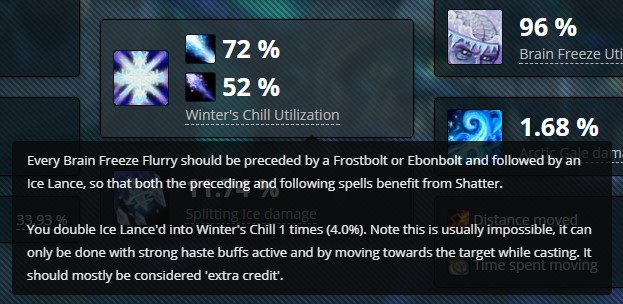 72 %
52 %
Winter's Chill Utilization
96 %
Brain Freeze Uti
1.68 %
Arctic Gale dam
Every Brain Freeze Flurry should be preceded by a Frostbolt or Ebonbolt and followed by an
Ice Lance, so that both the preceding and following spells benefit from Shatter.
11.74 %
33.93 %
Splitting Ice damage
Distance moved
You double Ice Lance'd into Winter's Chill 1 times (4.0%). Note this is usually impossible, it can
only be done with strong haste buffs active and by moving towards the target while casting. It
Time spent moving
should mostly be considered 'extra credit'.